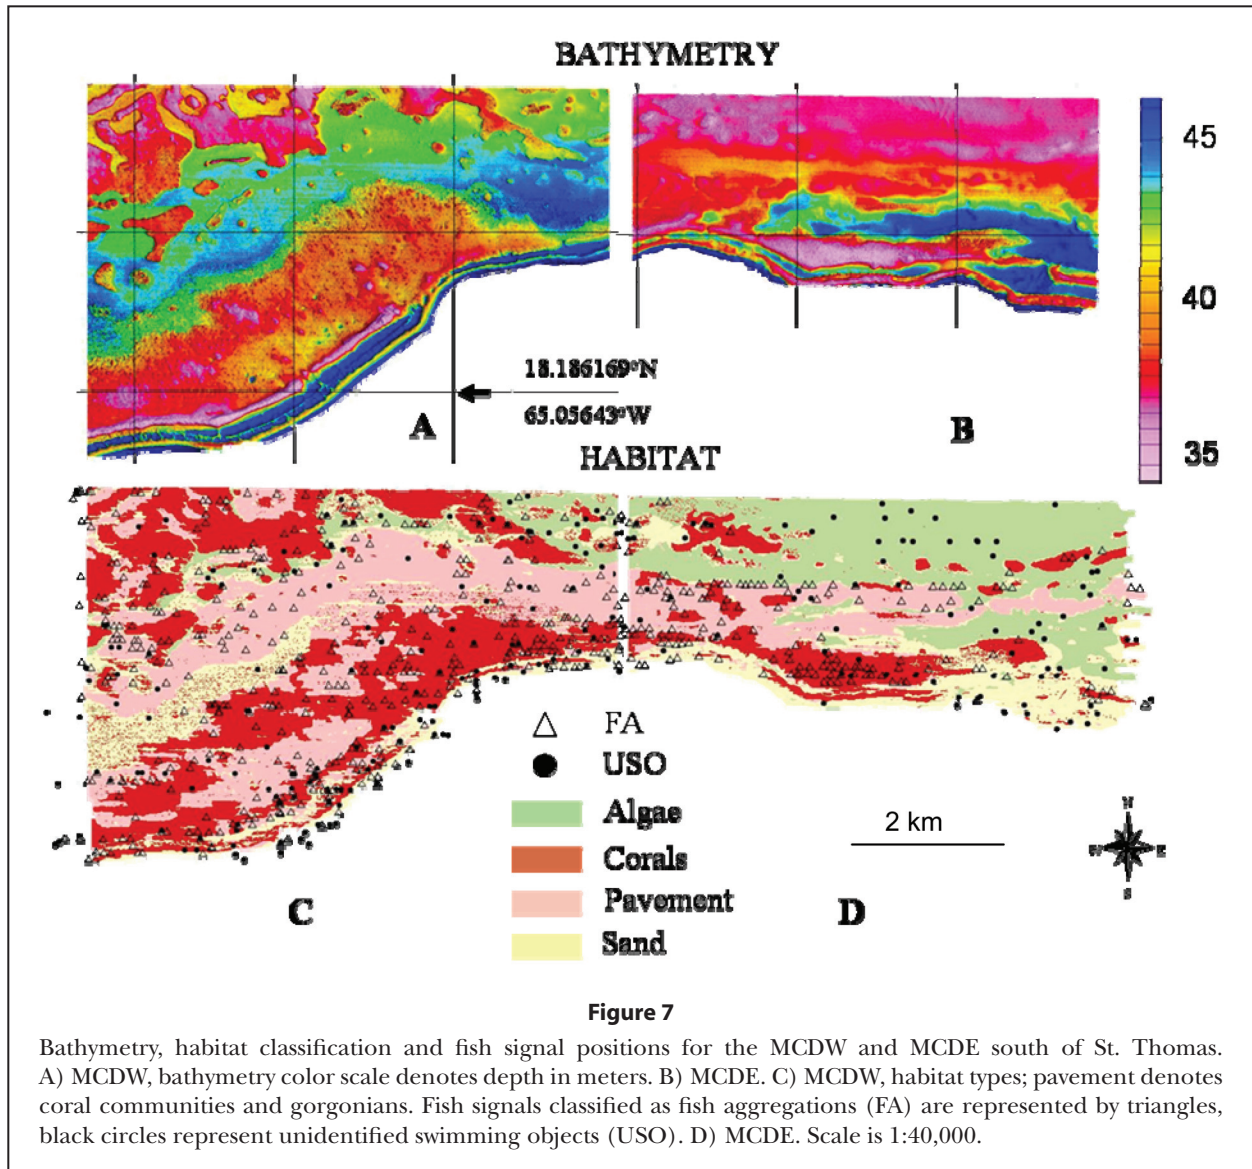 BATHYMETRY
45
40
35
18.186169°N
65.05643°W
A
B
HABITAT
FA
USO
Algae
Corals
Pavement
Sand
2 km
N
W E
S
C
D
Figure 7
Bathymetry, habitat classification and fish signal positions for the MCDW and MCDE south of St. Thomas.
A) MCDW, bathymetry color scale denotes depth in meters. B) MCDE. C) MCDW, habitat types; pavement denotes
coral communities and gorgonians. Fish signals classified as fish aggregations (FA) are represented by triangles,
black circles represent unidentified swimming objects (USO). D) MCDE. Scale is 1:40,000.